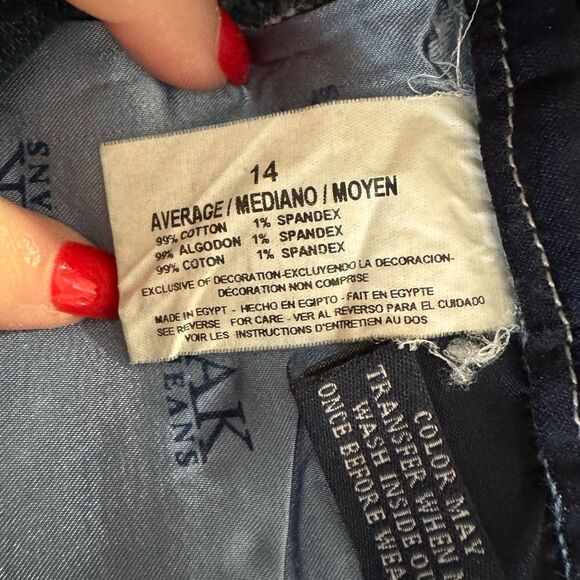 14
AVERAGE / MEDIANO / MOYEN
99% COTTON 1% SPANDEX
99% ALGODON 1% SPANDEX
99% COTON 1% SPANDEX
EXCLUSIVE OF DECORATION-EXCLUYENDO LA DECORACION-
DÉCORATION NON COMPRISE
MADE IN EGYPT - HECHO EN EGIPTO - FAIT EN EGYPTE
SEE REVERSE FOR CARE - VER AL REVERSO PARA EL CUIDADO
VOIR LES INSTRUCTIONS D'ENTRETIEN AU DOS
COLOR MAY
TRANSFER WHEN
WASH INSIDE
ONCE BEFORE
AK
EANS
ANS